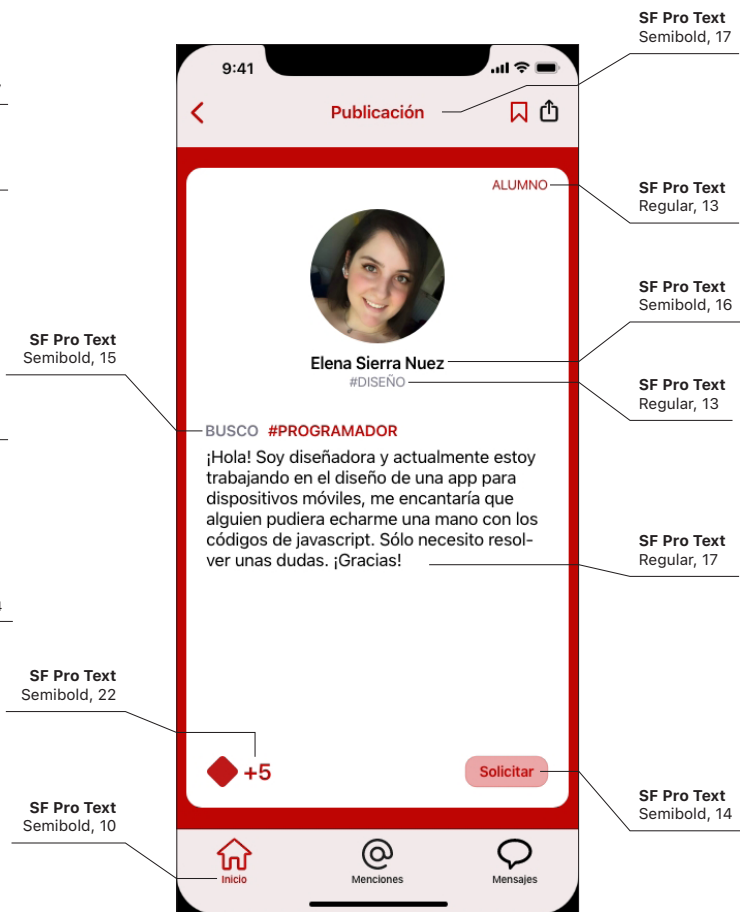 SF Pro Text
Semibold, 17
9:41
Publicación
ALUMNO
SF Pro Text
Regular, 13
SF Pro Text
Semibold, 16
Elena Sierra Nuez
#DISEÑO
SF Pro Text
Regular, 13
SF Pro Text
Semibold, 15
BUSCO #PROGRAMADOR
¡Hola! Soy diseñadora y actualmente estoy
trabajando en el diseño de una app para
dispositivos móviles, me encantaría que
alguien pudiera echarme una mano con los
códigos de javascript. Sólo necesito resol-
ver unas dudas. ¡Gracias!
SF Pro Text
Regular, 17
SF Pro Text
Semibold, 22
+5
Solicitar
SF Pro Text
Semibold, 14
SF Pro Text
Semibold, 10
Inicio
Menciones
Mensajes